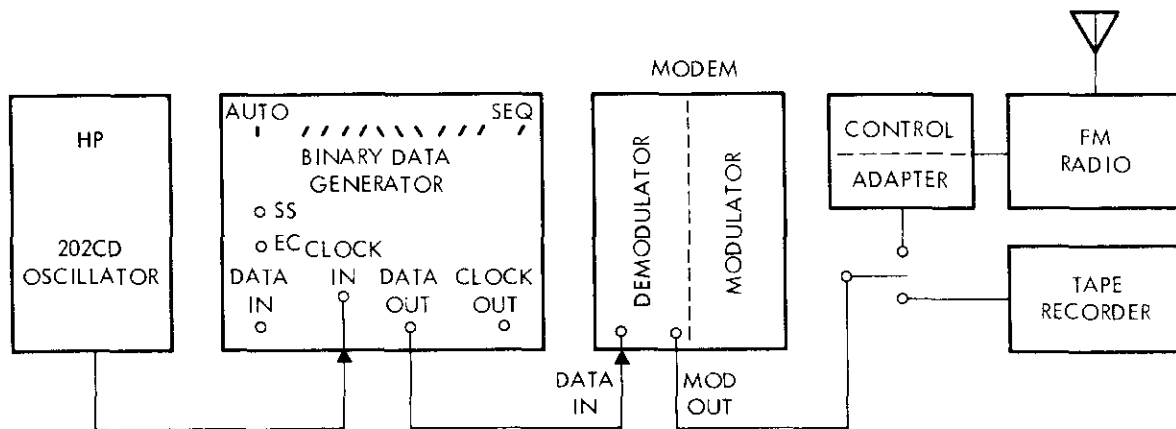 HP
202CD
OSCILLATOR
AUTO SEQ
BINARY DATA
GENERATOR
SS
EC
CLOCK
IN
DATA
IN
DATA
OUT
CLOCK
OUT
MODEM
DEMODULATOR
MODULATOR
DATA
IN
MOD
OUT
CONTROL
ADAPTER
FM
RADIO
TAPE
RECORDER